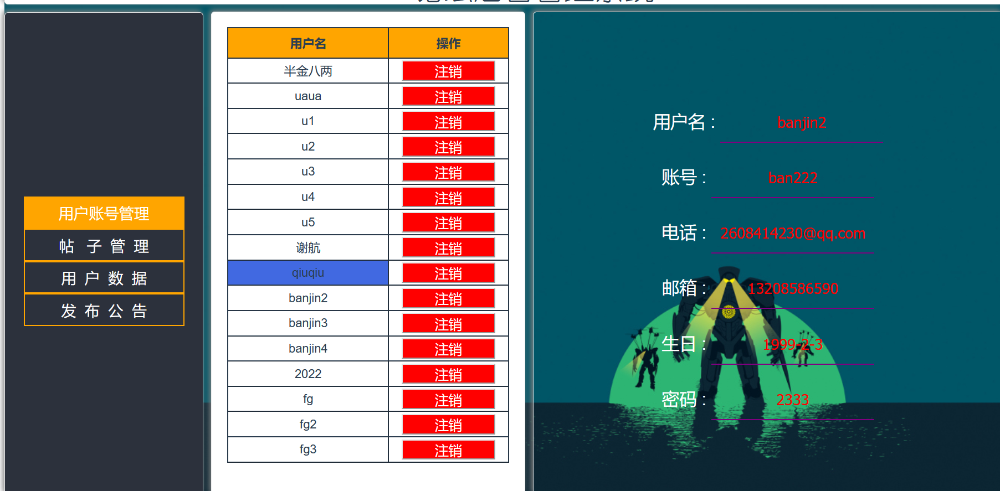 用户账号管理
帖 子 管 理
用 户 数 据
发 布 公 告
用户名 操作
半金八两 注销
uaua 注销
u1 注销
u2 注销
u3 注销
u4 注销
u5 注销
谢航 注销
qiuqiu 注销
banjin2 注销
banjin3 注销
banjin4 注销
2022 注销
fg 注销
fg2 注销
fg3 注销
用户名 : banjin2
账号 : ban222
电话 : 2608414230@qq.com
邮箱 : 13208586590
生日 : 1999-2-3
密码 : 2333